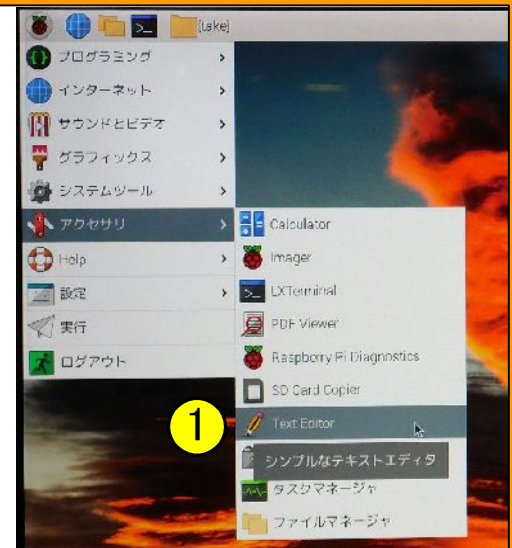 [take]
プログラミング
インターネット
サウンドとビデオ
グラフィックス
システムツール
アクセサリ
Help
設定
実行
ログアウト
Calculator
Imager
LXTerminal
PDF Viewer
Raspberry Pi Diagnostics
SD Card Copier
1
Text Editor
シンプルなテキストエディタ
タスクマネージャ
ファイルマネージャ